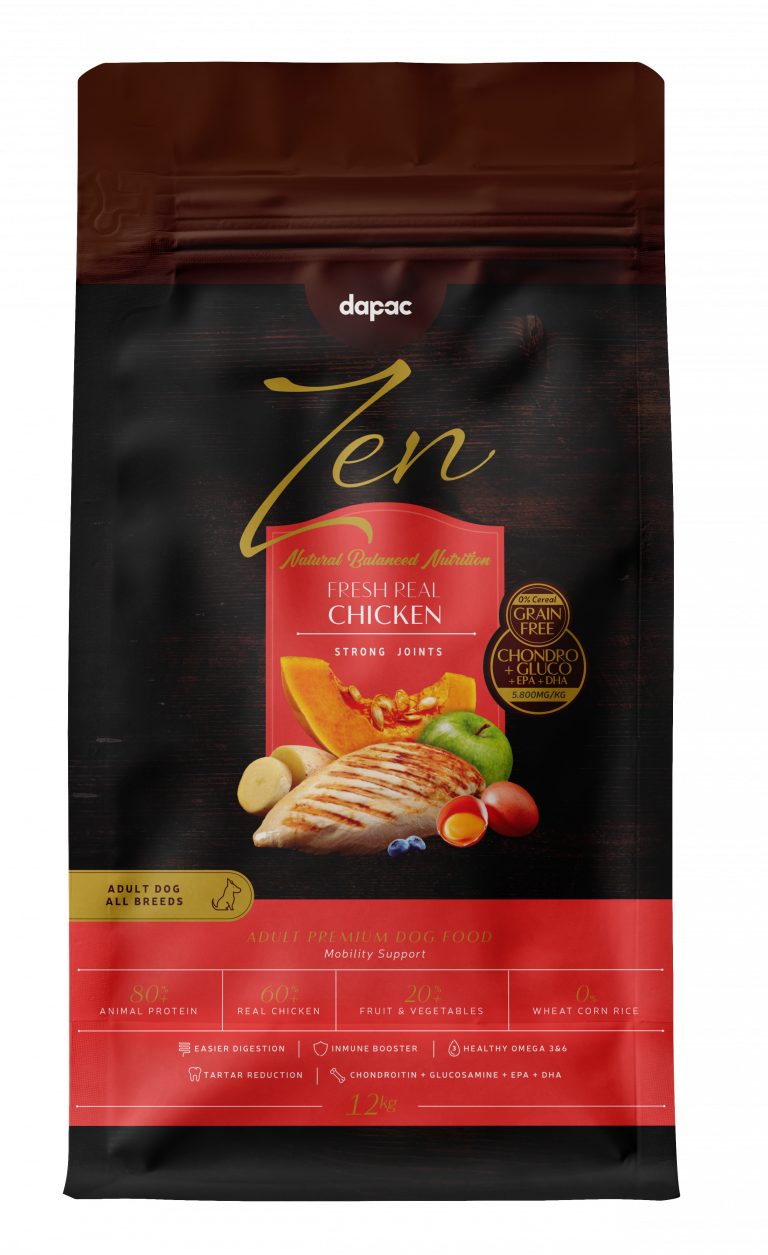 dapac
Zen
Natural Balanced Nutrition
FRESH REAL
CHICKEN
STRONG JOINTS
0% Cereal
GRAIN
FREE
CHONDRO
+ GLUCO
+ EPA + DHA
5.800MG/KG
ADULT DOG
ALL BREEDS
ADULT PREMIUM DOG FOOD
Mobility Support
80%+ 60%+ 20%+ 0%
ANIMAL PROTEIN REAL CHICKEN FRUIT & VEGETABLES WHEAT CORN RICE
EASIER DIGESTION INMUNE BOOSTER 3 HEALTHY OMEGA 3&6
TARTAR REDUCTION CHONDROITIN + GLUCOSAMINE + EPA + DHA
12kg